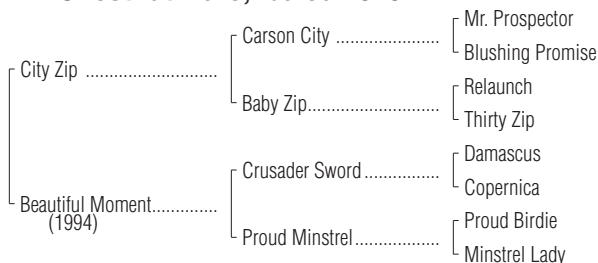 Mr. Prospector
Carson City
Blushing Promise
City Zip
Relaunch
Baby Zip
Thirty Zip
Damascus
Crusader Sword
Copernica
Beautiful Moment
(1994)
Proud Birdie
Proud Minstrel
Minstrel Lady